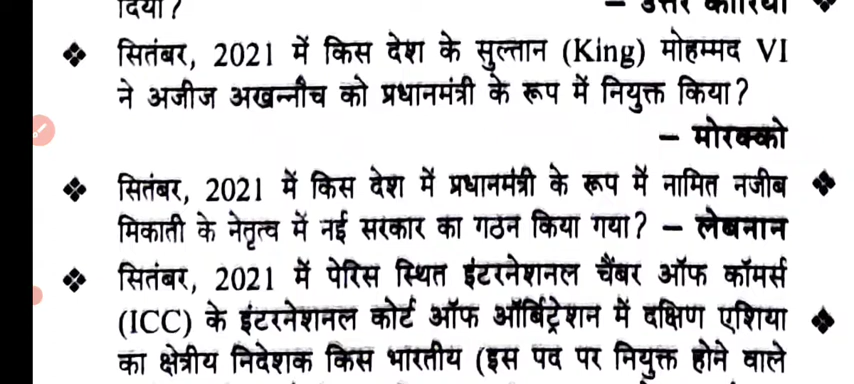 दिया?
– उत्तर कोरिया
❖ सितंबर, 2021 में किस देश के सुल्तान (King) मोहम्मद VI
ने अजीज अखन्नौच को प्रधानमंत्री के रूप में नियुक्त किया?
– मोरक्को
❖ सितंबर, 2021 में किस देश में प्रधानमंत्री के रूप में नामित नजीब
मिकाती के नेतृत्व में नई सरकार का गठन किया गया? – लेबनान
❖ सितंबर, 2021 में पेरिस स्थित इंटरनेशनल चैंबर ऑफ कॉमर्स
(ICC) के इंटरनेशनल कोर्ट ऑफ ऑर्बिट्रेशन में दक्षिण एशिया
का क्षेत्रीय निदेशक किस भारतीय (इस पद पर नियुक्त होने वाले